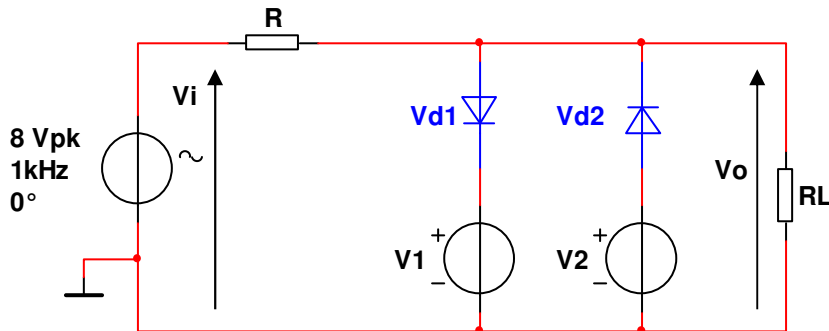 R
Vi
8 Vpk
1kHz
0°
Vd1
Vd2
Vo
RL
V1
+
−
V2
+
−